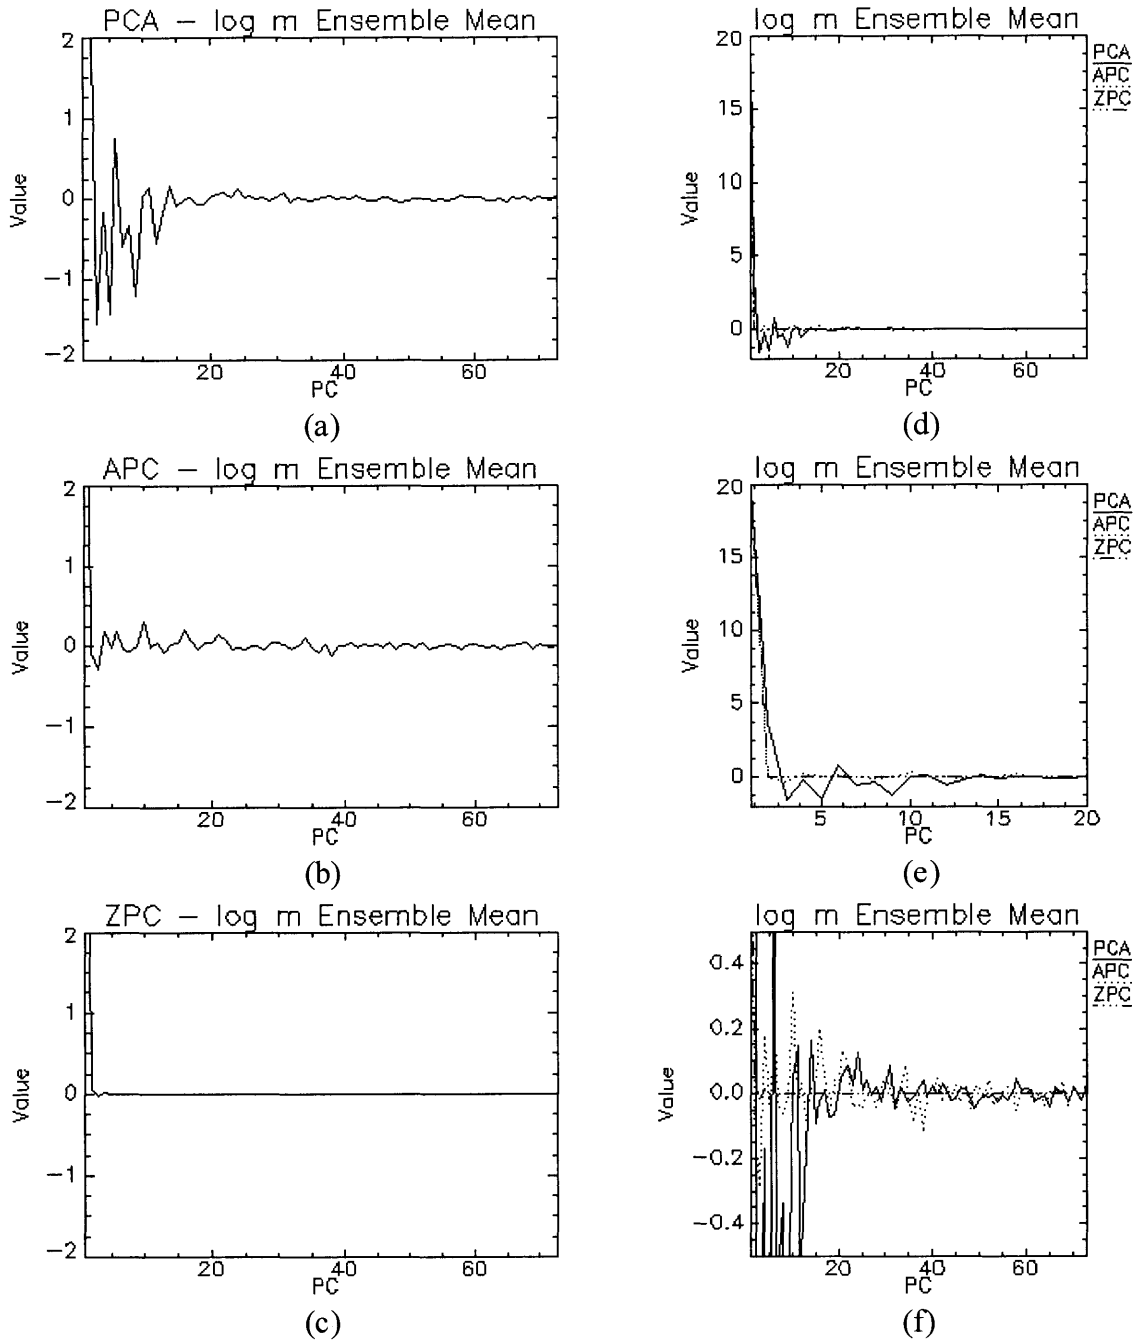 PCA – log m Ensemble Mean
2
1
0
–1
–2
Value
20
40
60
PC
(a)
log m Ensemble Mean
20
15
10
5
0
Value
20
40
60
PC
PCA
APC
ZPC
(d)
APC – log m Ensemble Mean
2
1
0
–1
–2
Value
20
40
60
PC
(b)
log m Ensemble Mean
20
15
10
5
0
Value
5
10
15
20
PC
PCA
APC
ZPC
(e)
ZPC – log m Ensemble Mean
2
1
0
–1
–2
Value
20
40
60
PC
(c)
log m Ensemble Mean
0.4
0.2
0.0
–0.2
–0.4
Value
20
40
60
PC
PCA
APC
ZPC
(f)